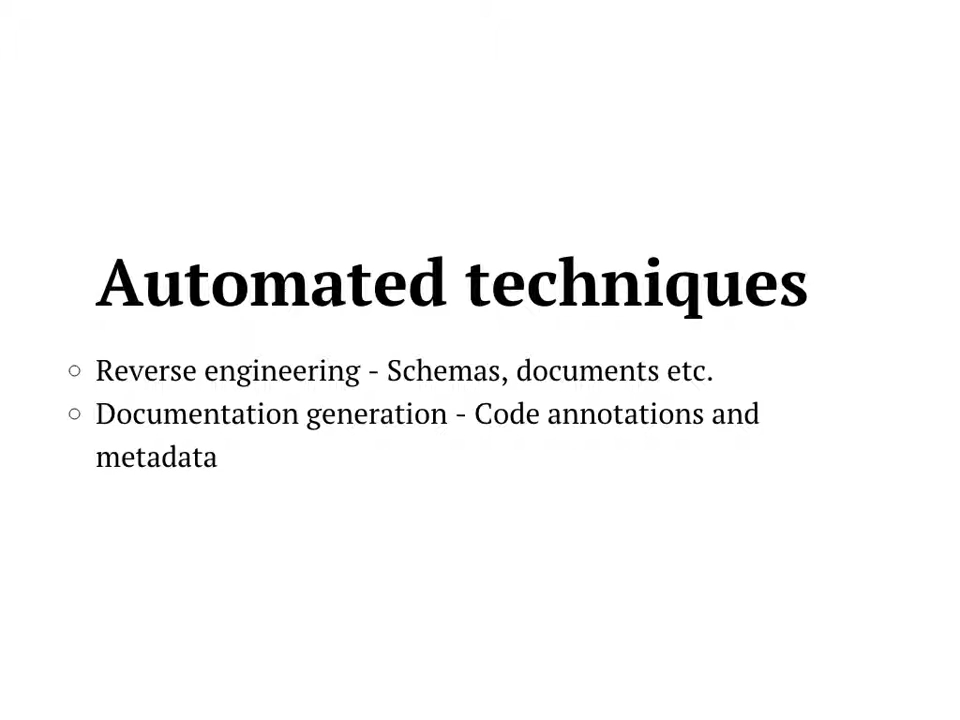 Automated techniques
Reverse engineering - Schemas, documents etc.
Documentation generation - Code annotations and
metadata